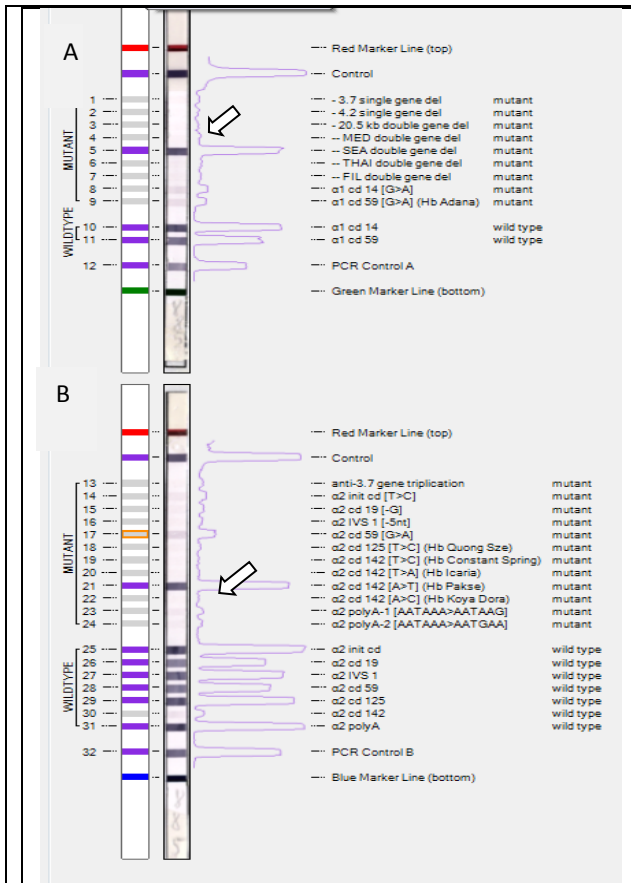 A
Red Marker Line (top)
Control
MUTANT
1 - 3.7 single gene del mutant
2 - 4.2 single gene del mutant
3 - 20.5 kb double gene del mutant
4 -- MED double gene del mutant
5 -- SEA double gene del mutant
6 -- THAI double gene del mutant
7 -- FIL double gene del mutant
8 α1 cd 14 [G>A] mutant
9 α1 cd 59 [G>A] (Hb Adana) mutant
WILDTYPE
10 α1 cd 14 wild type
11 α1 cd 59 wild type
12 PCR Control A
Green Marker Line (bottom)
B
Red Marker Line (top)
Control
MUTANT
13 anti-3.7 gene triplication mutant
14 α2 init cd [T>C] mutant
15 α2 cd 19 [-G] mutant
16 α2 IVS 1 [-5nt] mutant
17 α2 cd 59 [G>A] mutant
18 α2 cd 125 [T>C] (Hb Quong Sze) mutant
19 α2 cd 142 [T>C] (Hb Constant Spring) mutant
20 α2 cd 142 [T>A] (Hb Icaria) mutant
21 α2 cd 142 [A>T] (Hb Pakse) mutant
22 α2 cd 142 [A>C] (Hb Koya Dora) mutant
23 α2 polyA-1 [AATAAA>AATAAG] mutant
24 α2 polyA-2 [AATAAA>AATGAA] mutant
WILDTYPE
25 α2 init cd wild type
26 α2 cd 19 wild type
27 α2 IVS 1 wild type
28 α2 cd 59 wild type
29 α2 cd 125 wild type
30 α2 cd 142 wild type
31 α2 polyA wild type
32 PCR Control B
Blue Marker Line (bottom)